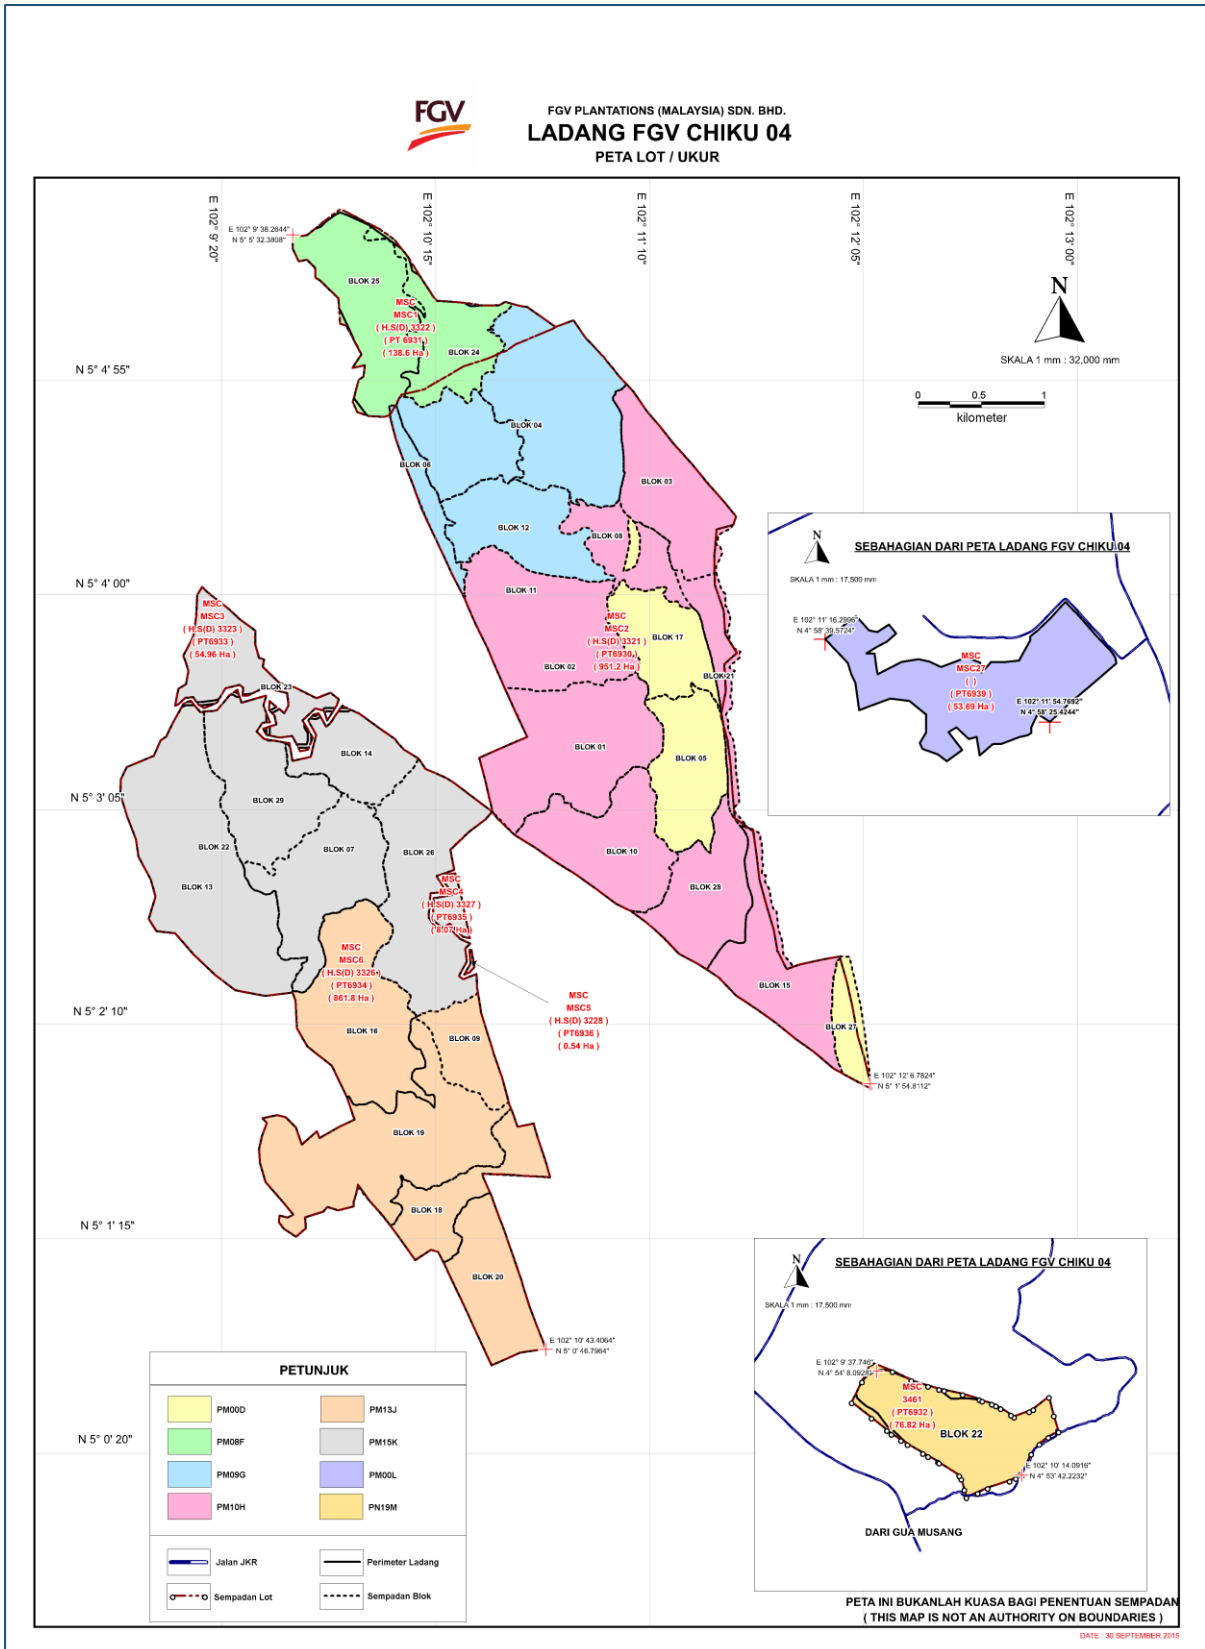 FGV
FGV PLANTATIONS (MALAYSIA) SDN. BHD.
LADANG FGV CHIKU 04
PETA LOT / UKUR
E 102° 9' 20"
E 102° 10' 15"
E 102° 11' 10"
E 102° 12' 05"
E 102° 13' 00"
E 102° 9' 38.2644"
N 5° 5' 32.3808"
N
SKALA 1 mm : 32,000 mm
0 0.5 1
kilometer
N 5° 4' 55"
N 5° 4' 00"
N 5° 3' 05"
N 5° 2' 10"
N 5° 1' 15"
N 5° 0' 20"
BLOK 25
MSC
MSC1
( H.S(D) 3322 )
( PT 6931 )
( 138.6 Ha )
BLOK 24
BLOK 04
BLOK 06
BLOK 03
BLOK 12
BLOK 08
BLOK 11
MSC
MSC2
( H.S(D) 3321 )
( PT6930 )
( 951.2 Ha )
BLOK 17
BLOK 02
BLOK 21
BLOK 01
BLOK 05
BLOK 10
BLOK 28
BLOK 15
BLOK 27
E 102° 12' 6.7824"
N 5° 1' 54.8112"
MSC
MSC3
( H.S(D) 3323 )
( PT6933 )
( 54.96 Ha )
BLOK 23
BLOK 14
BLOK 29
BLOK 22
BLOK 07
BLOK 26
BLOK 13
MSC
MSC4
( H.S(D) 3327 )
( PT6935 )
( 8.07 Ha )
MSC
MSC6
( H.S(D) 3326 )
( PT6934 )
( 861.8 Ha )
MSC
MSC5
( H.S(D) 3228 )
( PT6936 )
( 0.54 Ha )
BLOK 16
BLOK 09
BLOK 19
BLOK 18
BLOK 20
E 102° 10' 43.4064"
N 5° 0' 46.7964"
SEBAHAGIAN DARI PETA LADANG FGV CHIKU 04
N
SKALA 1 mm : 17,500 mm
E 102° 11' 16.2996"
N 4° 58' 39.5724"
MSC
MSC27
( )
( PT6939 )
( 53.69 Ha )
E 102° 11' 54.7692"
N 4° 58' 25.4244"
SEBAHAGIAN DARI PETA LADANG FGV CHIKU 04
N
SKALA 1 mm : 17,500 mm
E 102° 9' 37.746"
N 4° 54' 8.0928"
MSC
3461
( PT6932 )
( 76.82 Ha )
BLOK 22
E 102° 10' 14.0916"
N 4° 53' 42.2232"
DARI GUA MUSANG
PETUNJUK
PM00D
PM13J
PM08F
PM15K
PM09G
PM00L
PM10H
PN19M
Jalan JKR
Perimeter Ladang
Sempadan Lot
Sempadan Blok
PETA INI BUKANLAH KUASA BAGI PENENTUAN SEMPADAN
( THIS MAP IS NOT AN AUTHORITY ON BOUNDARIES )
DATE : 30 SEPTEMBER 2015